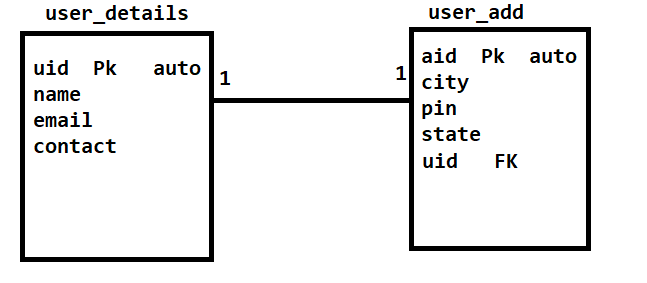 user_details
uid Pk auto
name
email
contact
1
1
user_add
aid Pk auto
city
pin
state
uid FK